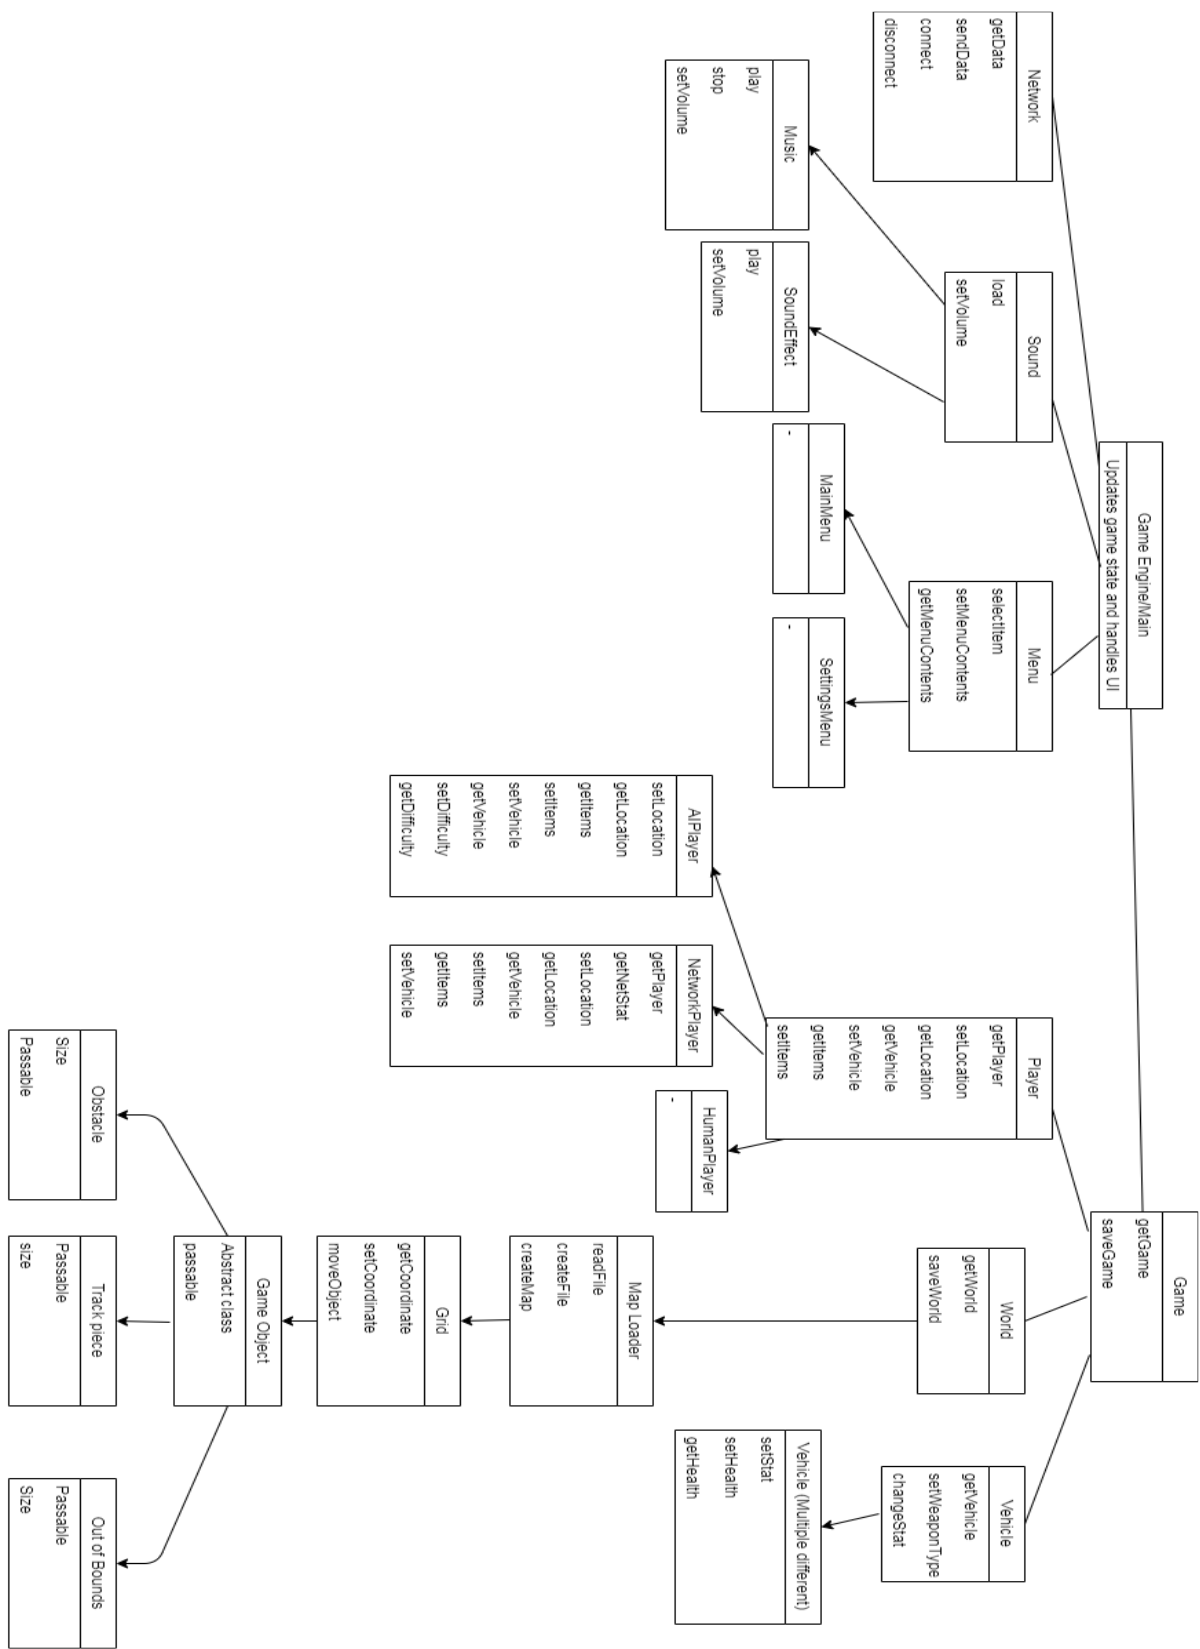 Game Engine/Main
Updates game state and handles UI
Game
getGame
saveGame
Network
getData
sendData
connect
disconnect
Sound
load
setVolume
Menu
selectItem
setMenuContents
getMenuContents
Player
getPlayer
setLocation
getLocation
getVehicle
setVehicle
getItems
setItems
World
getWorld
saveWorld
Vehicle
getVehicle
setWeaponType
changeStat
Music
play
stop
setVolume
SoundEffect
play
setVolume
MainMenu
-
SettingsMenu
-
AIPlayer
setLocation
getLocation
getItems
setItems
setVehicle
getVehicle
setDifficulty
getDifficulty
NetworkPlayer
getPlayer
getNetStat
setLocation
getLocation
getVehicle
setItems
getItems
setVehicle
HumanPlayer
-
Map Loader
readFile
createFile
createMap
Vehicle (Multiple different)
setStat
setHealth
getHealth
Grid
getCoordinate
setCoordinate
moveObject
Game Object
Abstract class
passable
Obstacle
Size
Passable
Track piece
Passable
size
Out of Bounds
Passable
Size